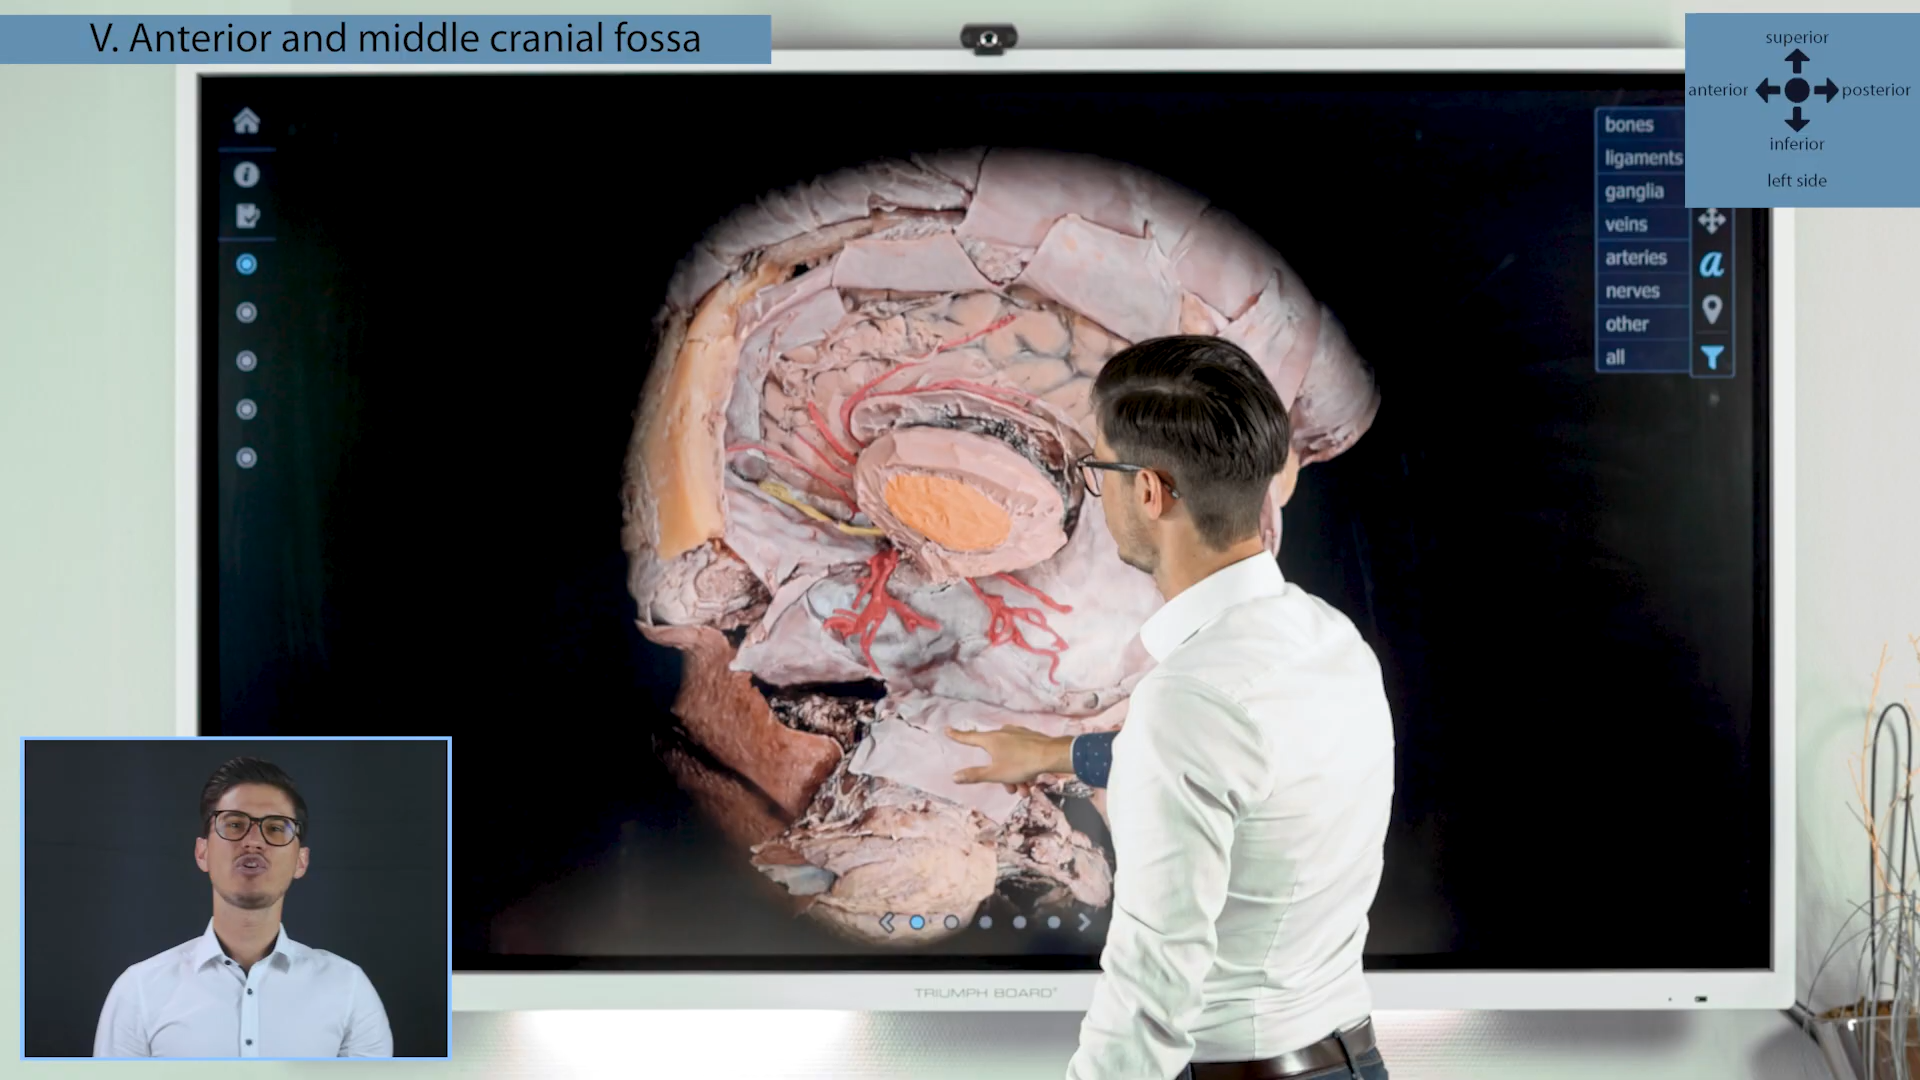 V. Anterior and middle cranial fossa
superior
anterior
posterior
inferior
left side
bones
ligaments
ganglia
veins
arteries
nerves
other
all
a
TRIUMPH BOARD